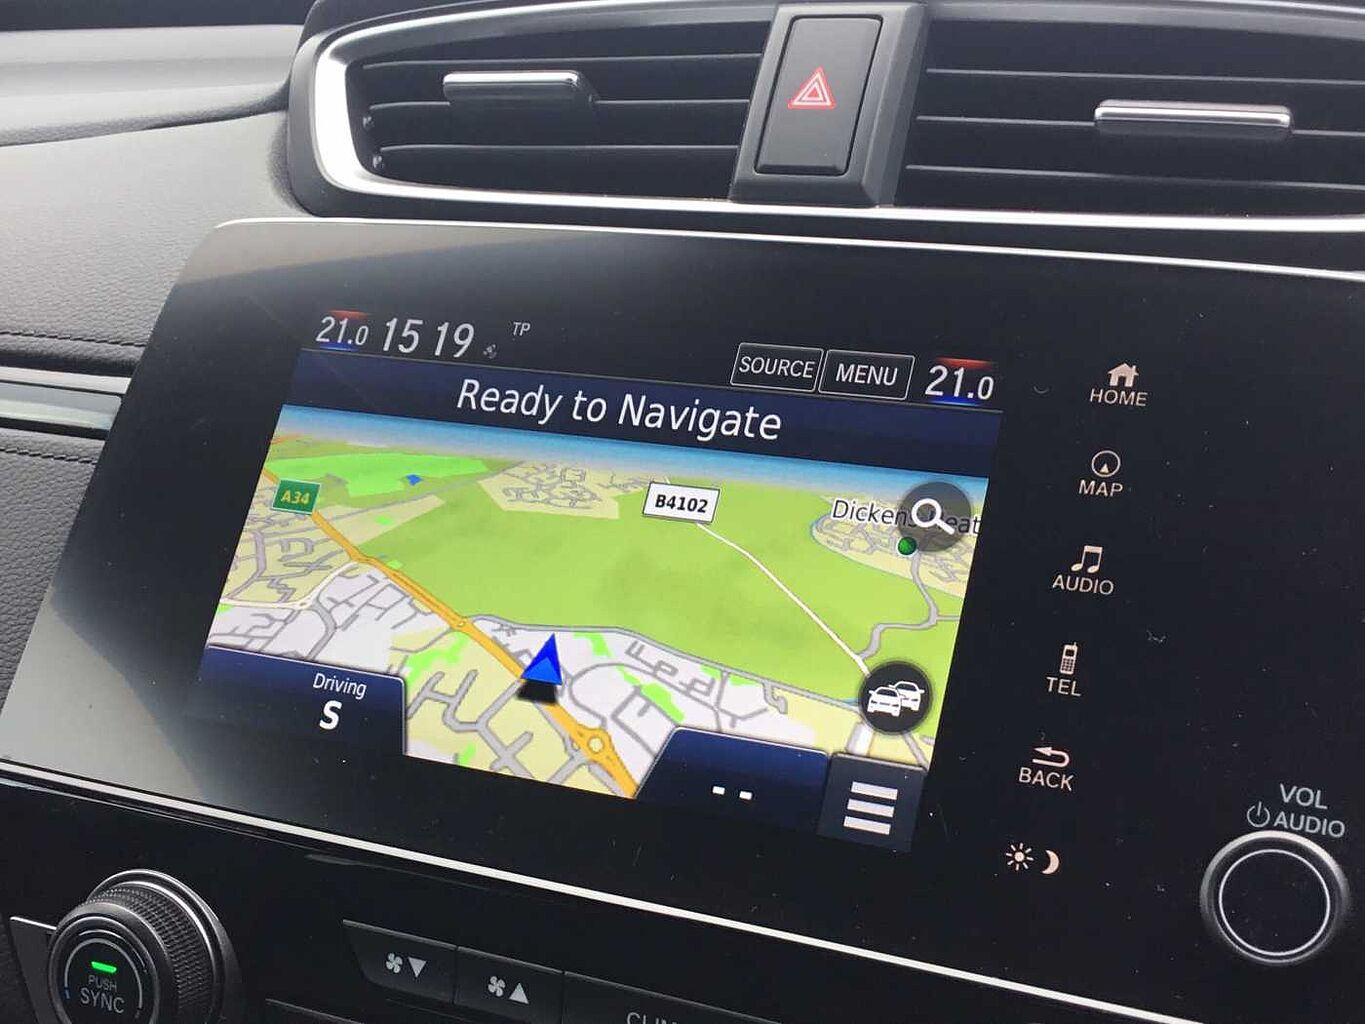 21.0 15 19 TP
SOURCE MENU 21.0
Ready to Navigate
A34
B4102
Driving
S
- -
HOME
MAP
AUDIO
TEL
BACK
VOL
AUDIO
PUSH
SYNC